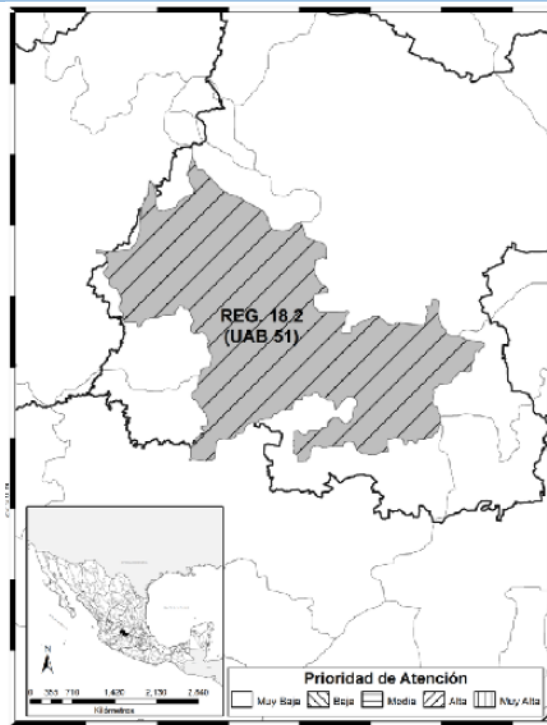 REG. 18.2
(UAB 51)
N
Kilómetros
Prioridad de Atención
Muy Baja Baja Media Alta Muy Alta